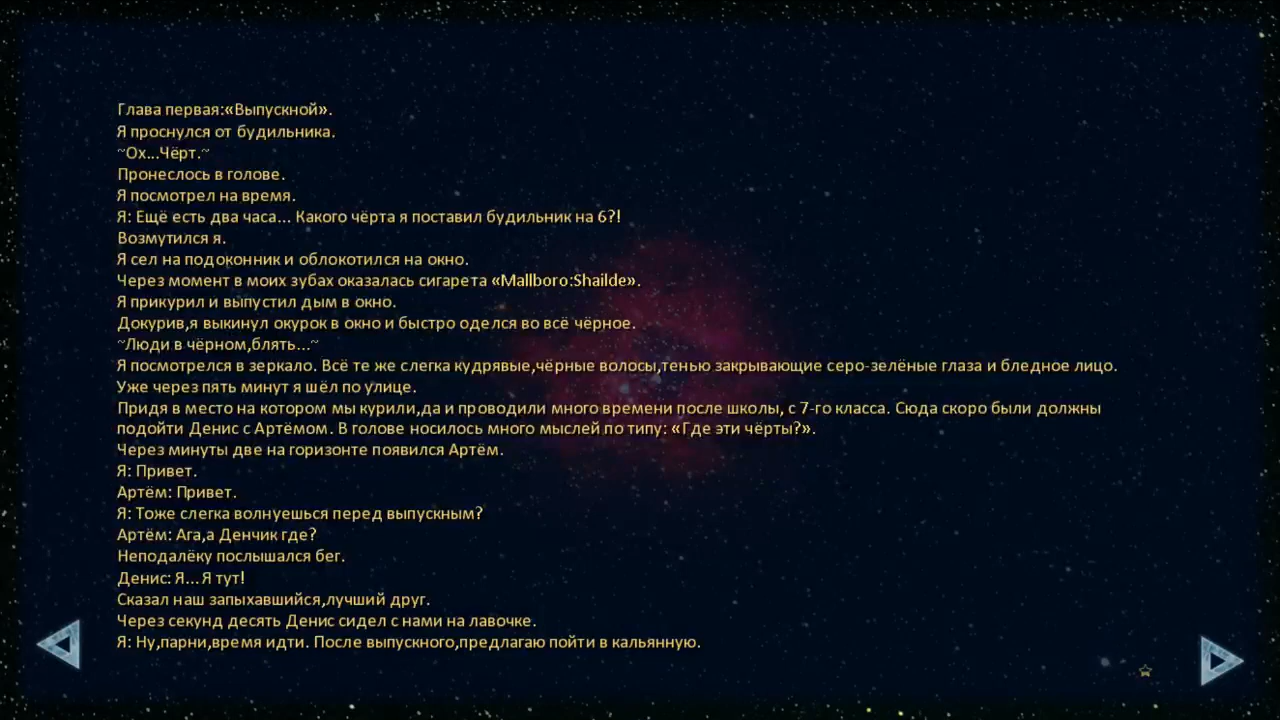 Глава первая:«Выпускной».
Я проснулся от будильника.
~Ох...Чёрт.~
Пронеслось в голове.
Я посмотрел на время.
Я: Ещё есть два часа... Какого чёрта я поставил будильник на 6?!
Возмутился я.
Я сел на подоконник и облокотился на окно.
Через момент в моих зубах оказалась сигарета «Mallboro:Shailde».
Я прикурил и выпустил дым в окно.
Докурив,я выкинул окурок в окно и быстро оделся во всё чёрное.
~Люди в чёрном,блять...~
Я посмотрелся в зеркало. Всё те же слегка кудрявые,чёрные волосы,тенью закрывающие серо-зелёные глаза и бледное лицо.
Уже через пять минут я шёл по улице.
Придя в место на котором мы курили,да и проводили много времени после школы, с 7-го класса. Сюда скоро были должны
подойти Денис с Артёмом. В голове носилось много мыслей по типу: «Где эти чёрты?».
Через минуты две на горизонте появился Артём.
Я: Привет.
Артём: Привет.
Я: Тоже слегка волнуешься перед выпускным?
Артём: Ага,а Денчик где?
Неподалёку послышался бег.
Денис: Я...Я тут!
Сказал наш запыхавшийся,лучший друг.
Через секунд десять Денис сидел с нами на лавочке.
Я: Ну,парни,время идти. После выпускного,предлагаю пойти в кальянную.